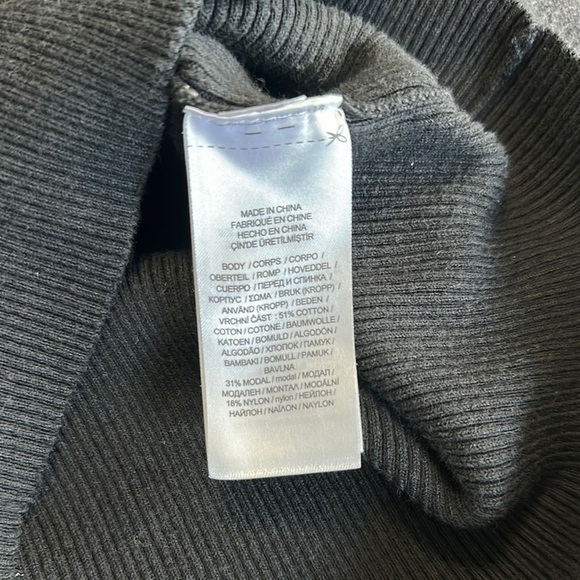 MADE IN CHINA
FABRIQUÉ EN CHINE
HECHO EN CHINA
ÇİNDE ÜRETİLMİŞTİR
BODY / CORPS / CORPO /
OBERTEIL / ROMP / HOVEDDEL /
CUERPO / ПЕРЕД И СПИНКА /
КОРПУС / ΣΩΜΑ / BRUK (KROPP) /
ANVÄND (KROPP) / BEDEN /
VRCHNÍ ČÁST : 51% COTTON /
COTON / COTONE / BAUMWOLLE /
KATOEN / BOMULD / ALGODÓN /
ALGODÃO / ХЛОПОК / ПАМУК /
BAMBAKI / BOMULL / PAMUK /
BAVLNA
31% MODAL / modal / МОДАЛ /
МОДАЛЕН / ΜΟΝΤΑΛ / MODÁLNÍ
18% NYLON / nylon / НЕЙЛОН /
НАЙЛОН / NAÏLON / NAYLON